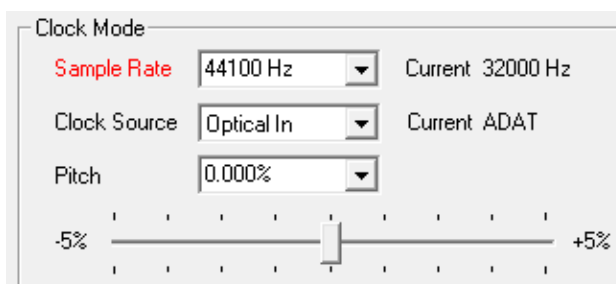 Clock Mode
Sample Rate 44100 Hz Current 32000 Hz
Clock Source Optical In Current ADAT
Pitch 0.000%
-5% +5%